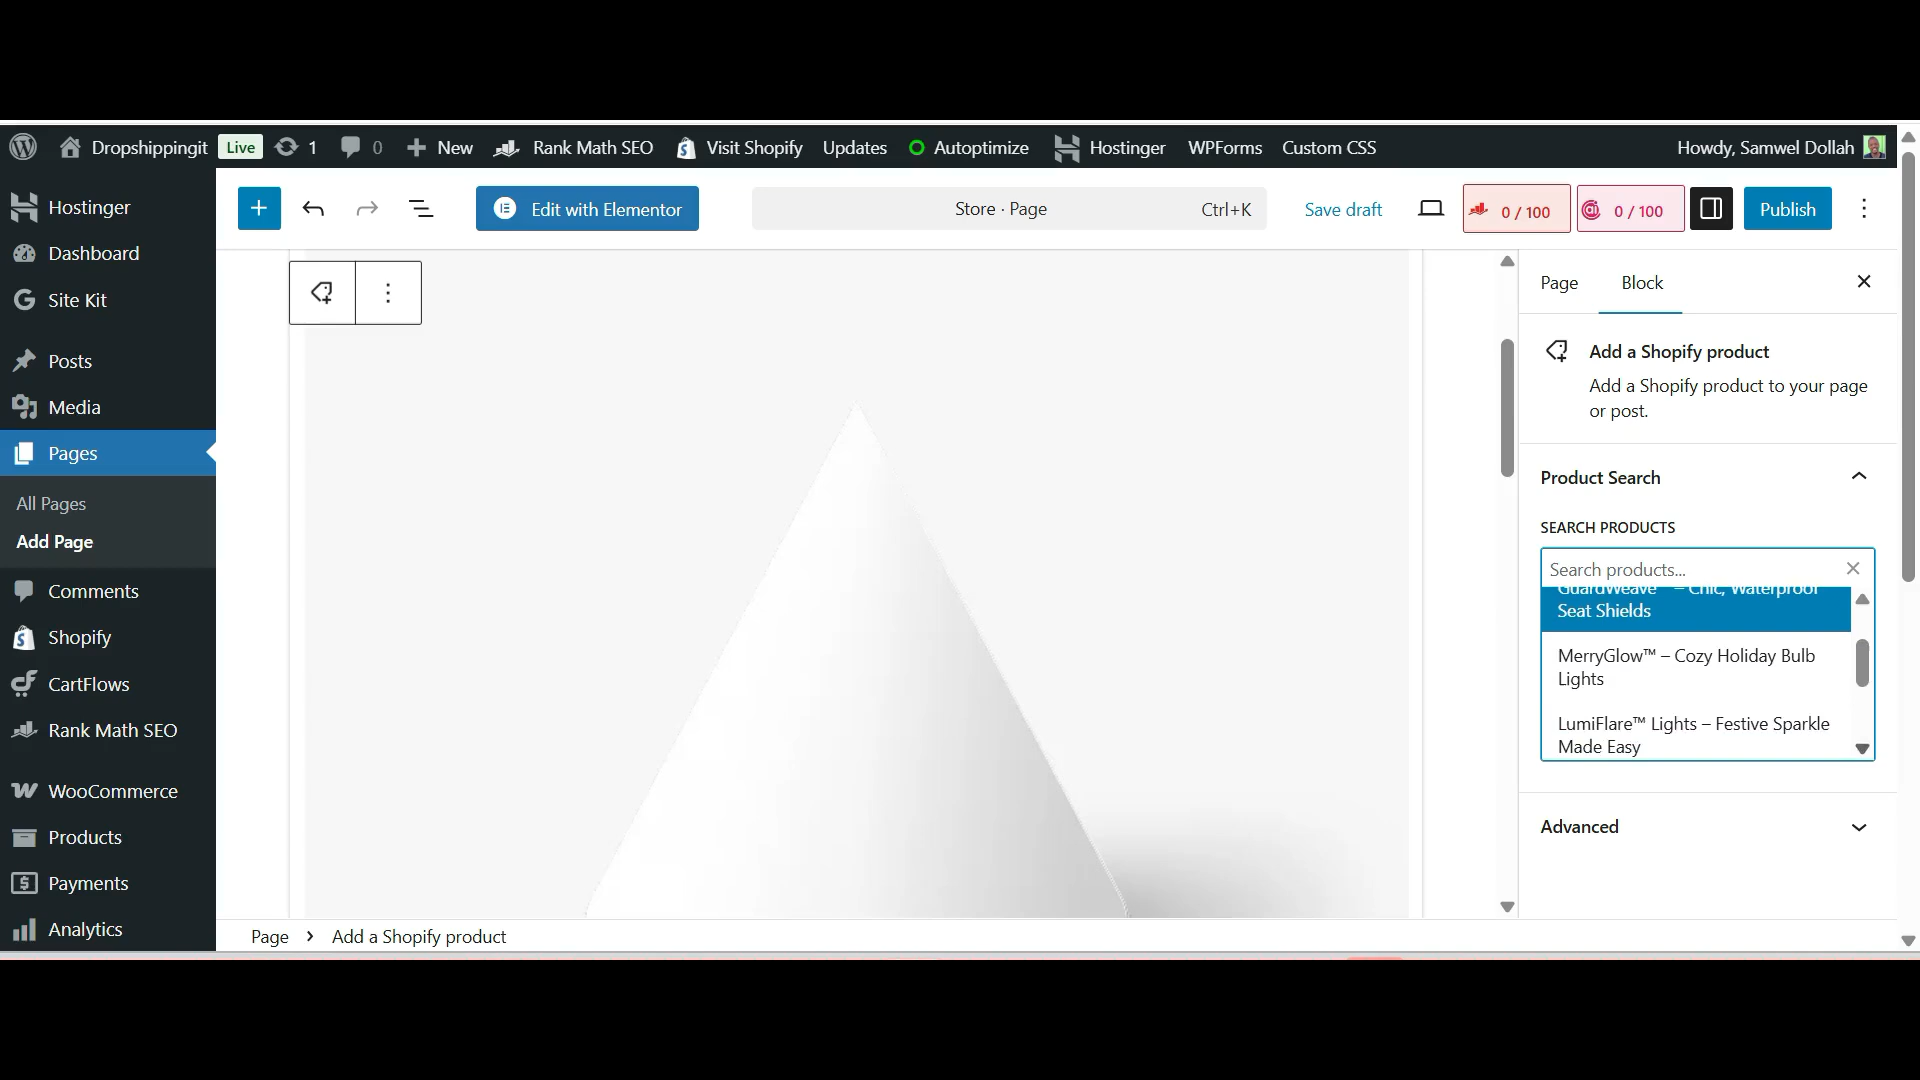 Dropshippingit Live 1 0 New Rank Math SEO Visit Shopify Updates Autoptimize Hostinger WPForms Custom CSS Howdy, Samwel Dollah
Hostinger
Dashboard
Site Kit
Posts
Media
Pages
All Pages
Add Page
Comments
Shopify
CartFlows
Rank Math SEO
WooCommerce
Products
Payments
Analytics
Edit with Elementor Store · Page Ctrl+K Save draft 0 / 100 0 / 100 Publish
Page Block
Add a Shopify product
Add a Shopify product to your page
or post.
Product Search
SEARCH PRODUCTS
Search products...
GuardWeave™ – Chic, Waterproof
Seat Shields
MerryGlow™ – Cozy Holiday Bulb
Lights
LumiFlare™ Lights – Festive Sparkle
Made Easy
Advanced
Page › Add a Shopify product